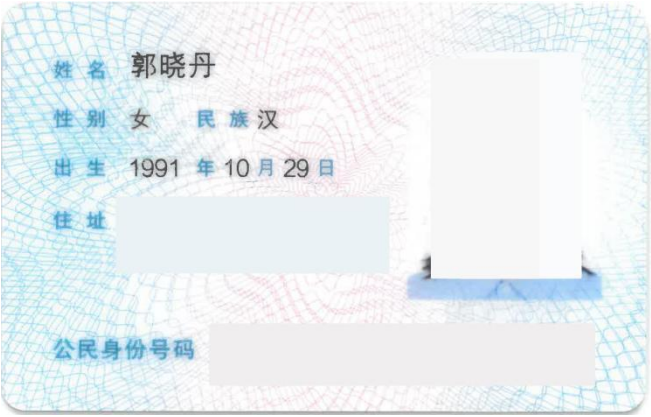 姓名 郭晓丹
性别 女 民族 汉
出生 1991 年 10 月 29 日
住址
公民身份号码